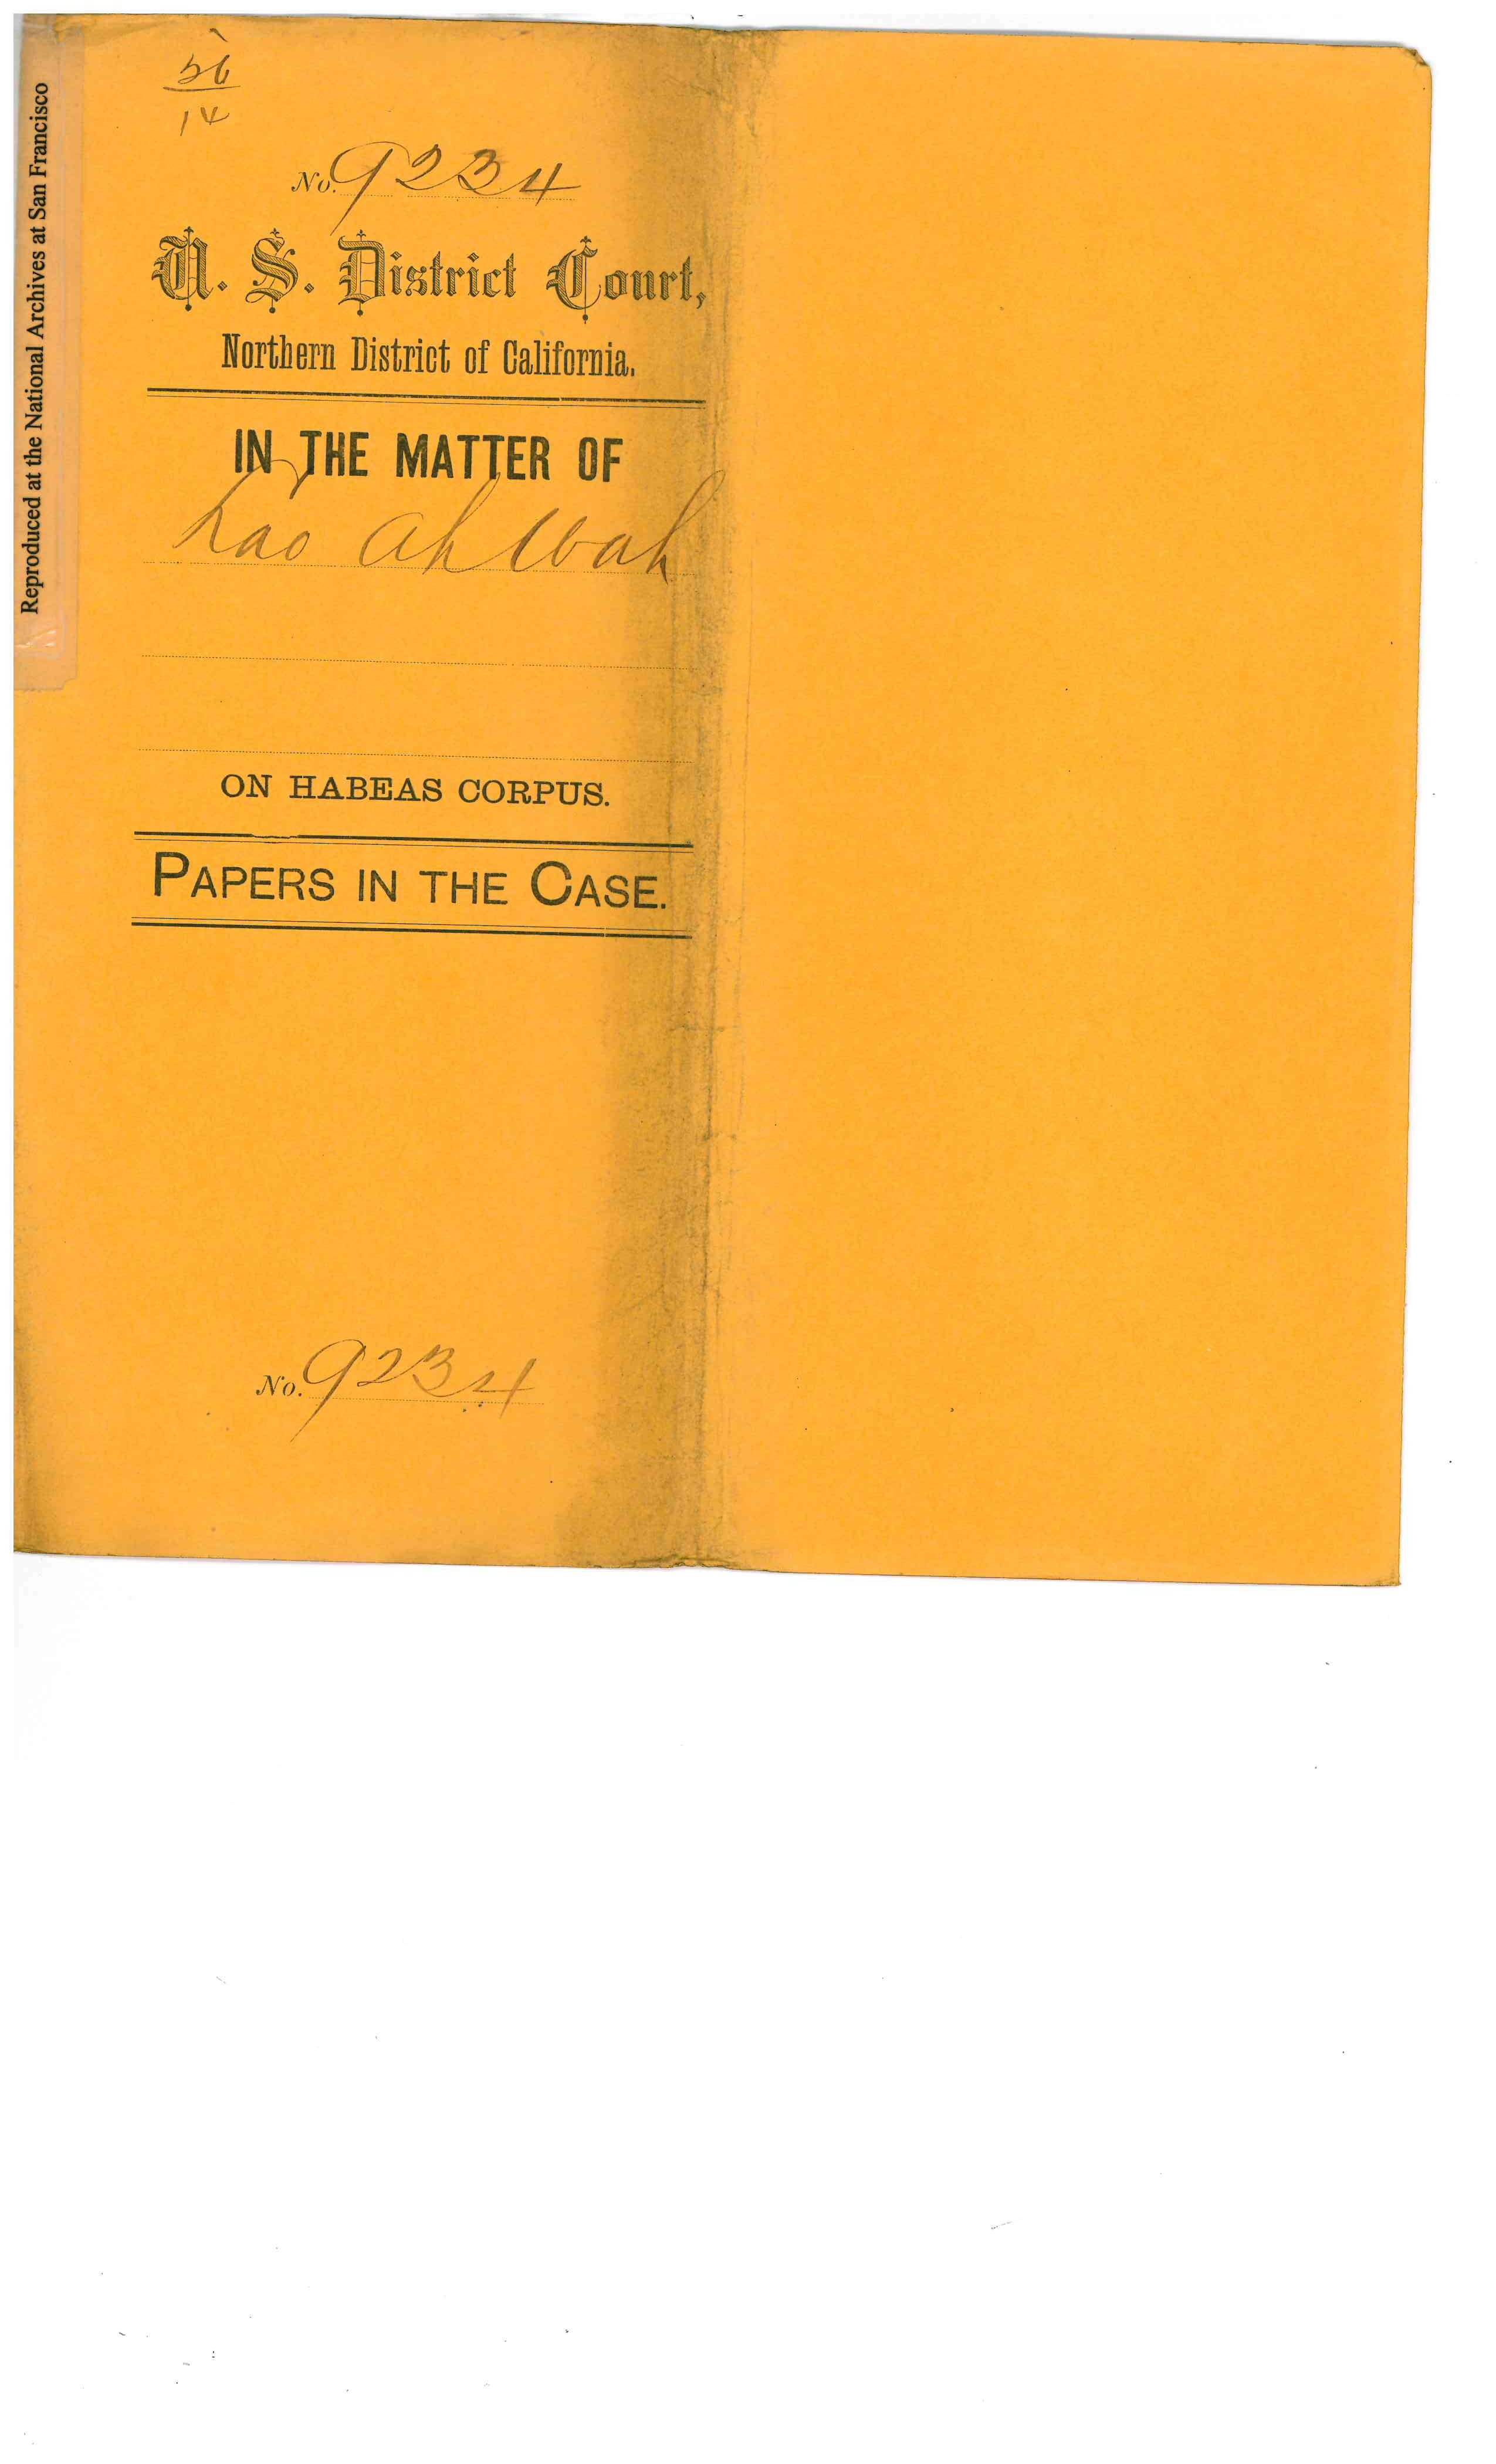 Reproduced at the National Archives at San Francisco
56
14
No. 9234
U. S. District Court,
Northern District of California.
IN THE MATTER OF
Lao Ah Wah
ON HABEAS CORPUS.
PAPERS IN THE CASE.
No. 9234